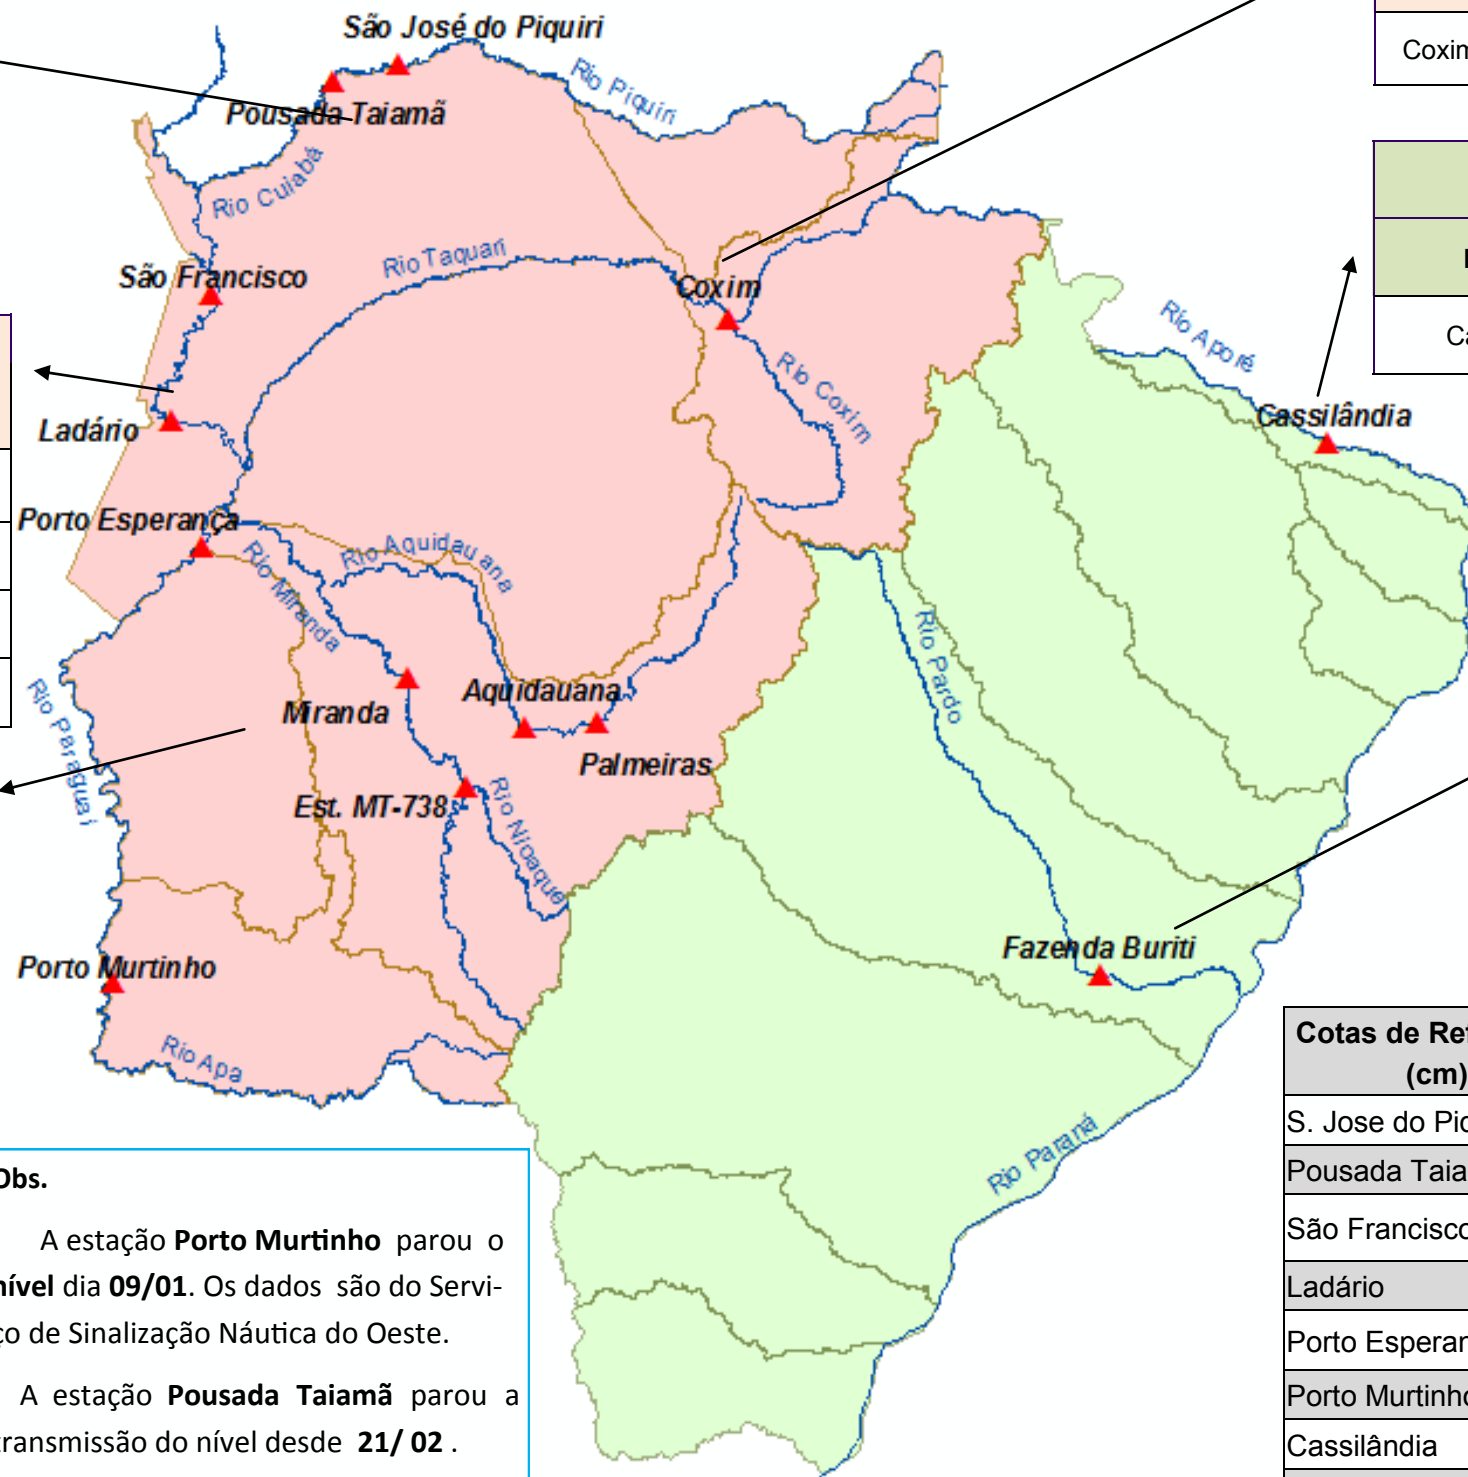 São José do Piquiri
Rio Piquiri
Pousada Taiamã
Rio Cuiabá
Coxim
São Francisco
Rio Taquari
Coxim
Rio Aporé
Rio Coxim
Cassilândia
Ladário
Porto Esperança
Rio Aquidauana
Rio Miranda
Rio Pardo
Rio Paraguai
Miranda
Aquidauana
Palmeiras
Est. MT-738
Rio Nioaque
Porto Murtinho
Fazenda Buriti
Rio Apa
Rio Paraná
Obs.
A estação Porto Murtinho parou o
nível dia 09/01. Os dados são do Servi-
ço de Sinalização Náutica do Oeste.
A estação Pousada Taiamã parou a
transmissão do nível desde 21/ 02 .
Cotas de Ref
(cm)
S. Jose do Pic
Pousada Taia
São Francisco
Ladário
Porto Esperan
Porto Murtinho
Cassilândia